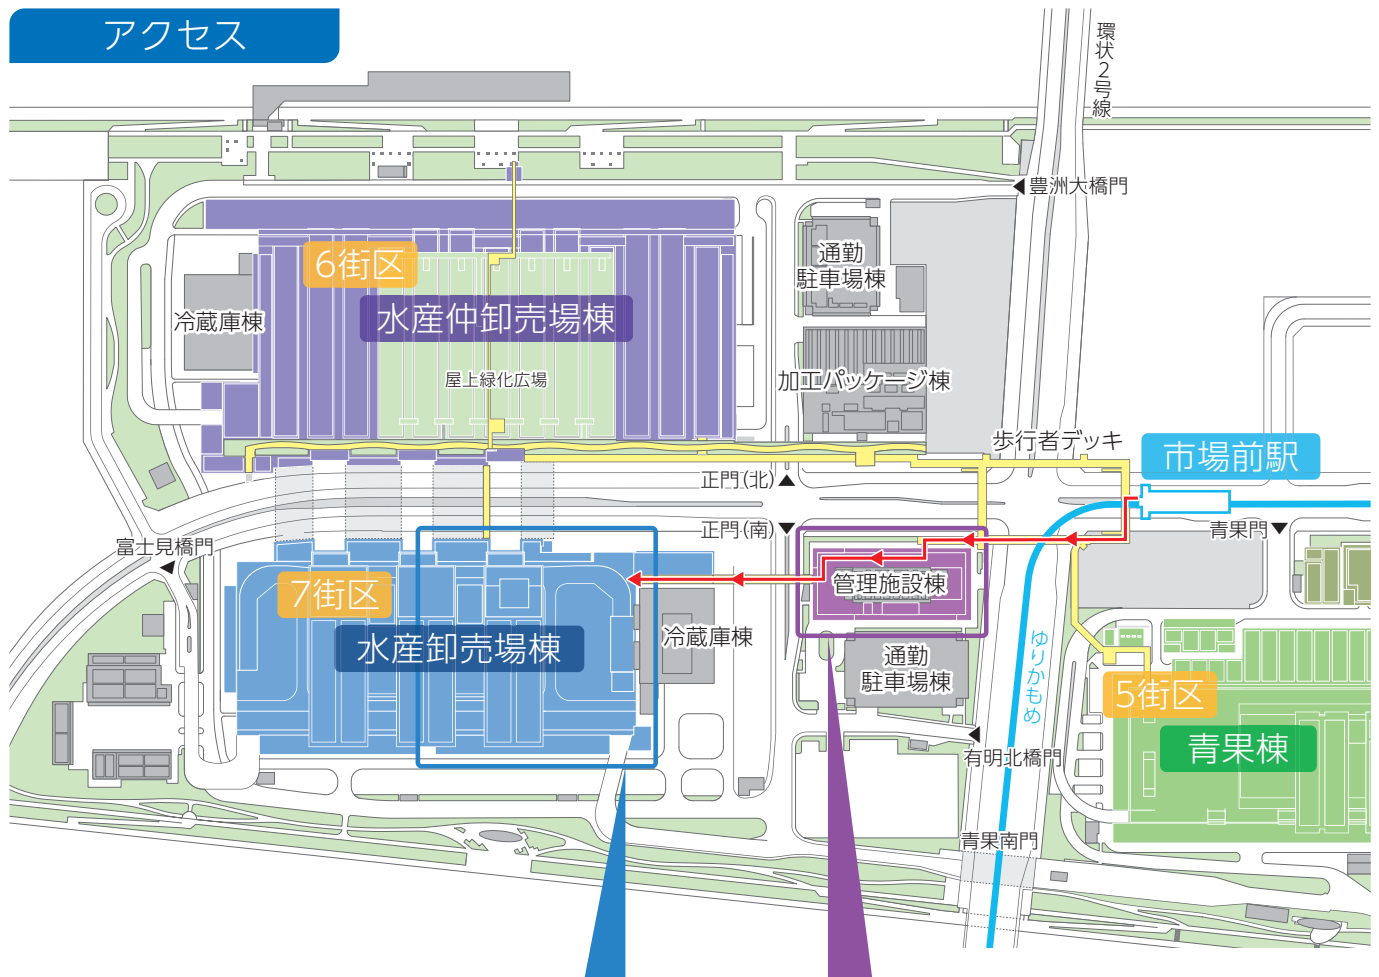 アクセス
環状2号線
豊洲大橋門
通勤
駐車場棟
6街区
水産仲卸売場棟
冷蔵庫棟
屋上緑化広場
加工パッケージ棟
歩行者デッキ
市場前駅
正門(北)
正門(南)
青果門
富士見橋門
7街区
水産卸売場棟
管理施設棟
冷蔵庫棟
通勤
駐車場棟
ゆりかもめ
5街区
青果棟
有明北橋門
青果南門